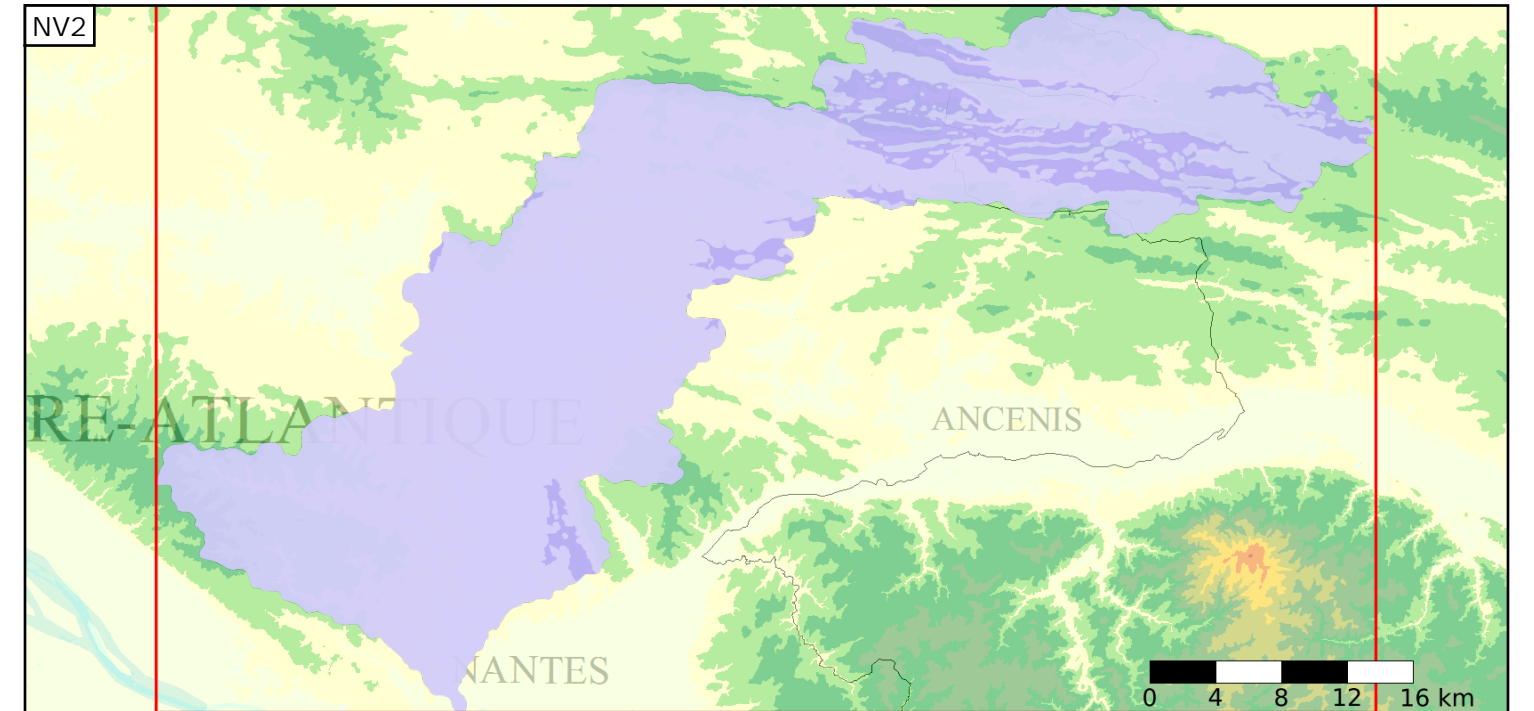 NV2
RE-ATLANTIQUE
ANCENIS
NANTES
0 4 8 12 16 km